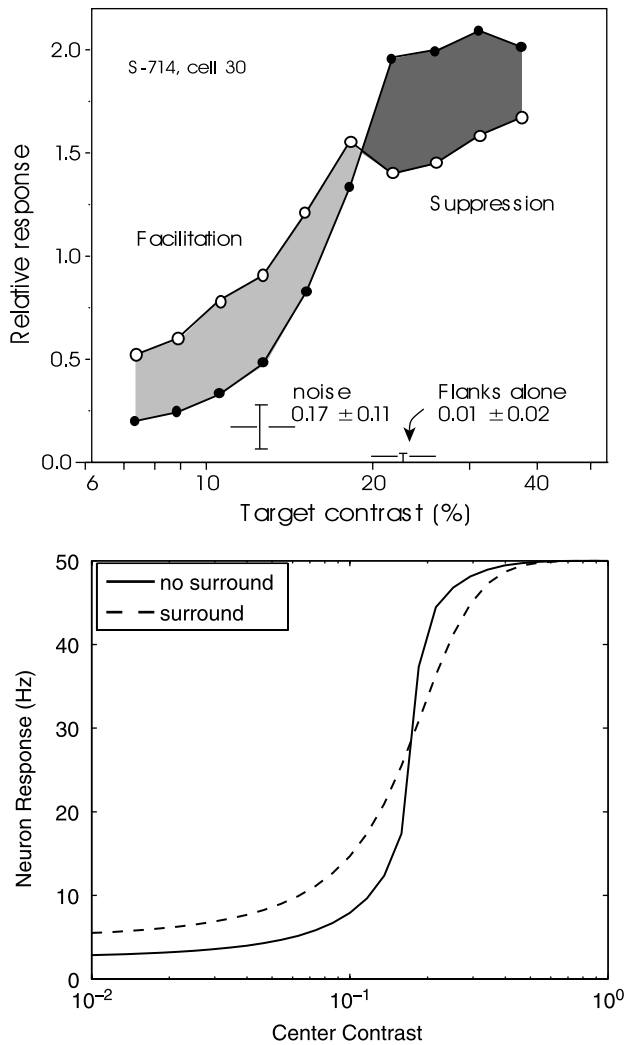 2.0
S-714, cell 30
1.5
Suppression
Facilitation
1.0
Relative response
0.5
noise
0.17 ±0.11
Flanks alone
0.01 ±0.02
0.0
6
10
20
40
Target contrast (%)
50
no surround
surround
40
30
20
10
0
Neuron Response (Hz)
10⁻²
10⁻¹
10⁰
Center Contrast